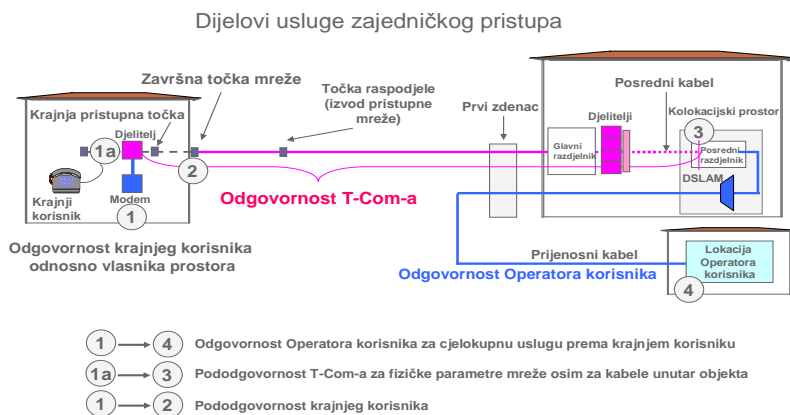 Dijelovi usluge zajedničkog pristupa
Završna točka mreže
Krajnja pristupna točka
Točka raspodjele
(izvod pristupne
mreže)
Prvi zdenac
Posredni kabel
Djelitelji
Kolokacijski prostor
Djelitelj
1a
2
3
Glavni
razdjelnik
Posredni
razdjelnik
DSLAM
Krajnji
korisnik
Modem
1
Odgovornost T-Com-a
Odgovornost krajnjeg korisnika
odnosno vlasnika prostora
Prijenosni kabel
Odgovornost Operatora korisnika
Lokacija
Operatora
korisnika
4
1 4 Odgovornost Operatora korisnika za cjelokupnu uslugu prema krajnjem korisniku
1a 3 Pododgovornost T-Com-a za fizičke parametre mreže osim za kabele unutar objekta
1 2 Pododgovornost krajnjeg korisnika